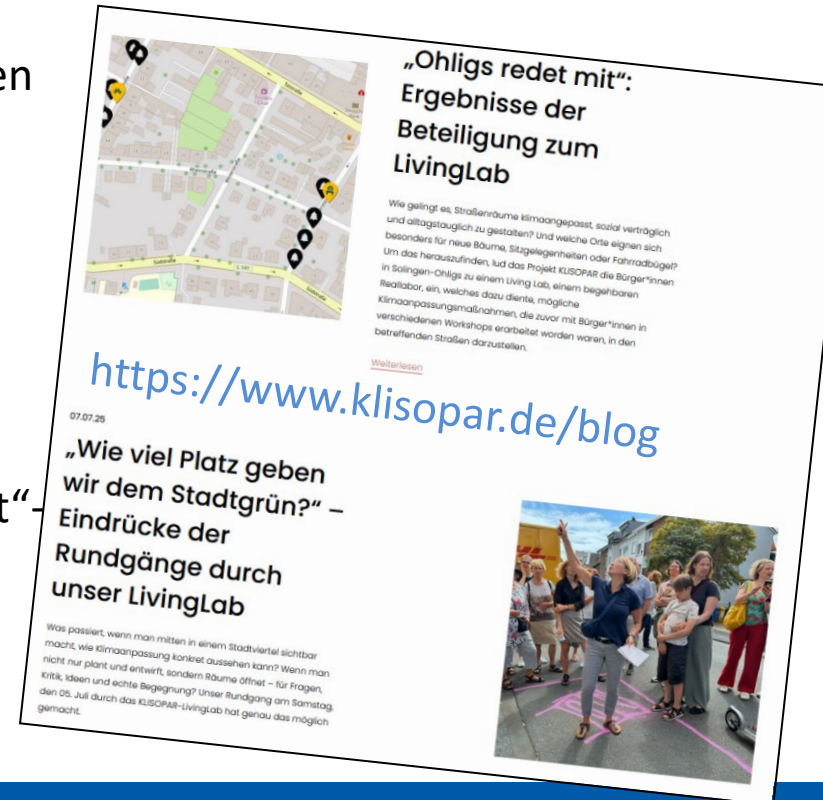 en
„Ohligs redet mit“:
Ergebnisse der
Beteiligung zum
LivingLab
Wie gelingt es, Straßenräume klimaangepasst, sozial verträglich
und alltagstauglich zu gestalten? Und welche Orte eignen sich
besonders für neue Bäume, Sitzgelegenheiten oder Fahrradbügel?
Um das herauszufinden, lud das Projekt KLISOPAR die Bürger*innen
in Solingen-Ohligs zu einem Living Lab, einem begehbaren
Reallabor, ein, welches dazu diente, mögliche
Klimaanpassungsmaßnahmen, die zuvor mit Bürger*innen in
verschiedenen Workshops erarbeitet worden waren, in den
betreffenden Straßen darzustellen.
Weiterlesen
https://www.klisopar.de/blog
07.07.25
t“-
„Wie viel Platz geben
wir dem Stadtgrün?“ –
Eindrücke der
Rundgänge durch
unser LivingLab
Was passiert, wenn man mitten in einem Stadtviertel sichtbar
macht, wie Klimaanpassung konkret aussehen kann? Wenn man
nicht nur plant und entwirft, sondern Räume öffnet – für Fragen,
Kritik, Ideen und echte Begegnung? Unser Rundgang am Samstag,
den 05. Juli durch das KLISOPAR-LivingLab hat genau das möglich
gemacht.